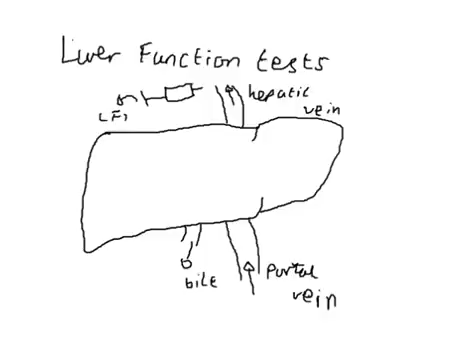 Liver Function tests
hepatic
vein
LFT
bile
portal
vein